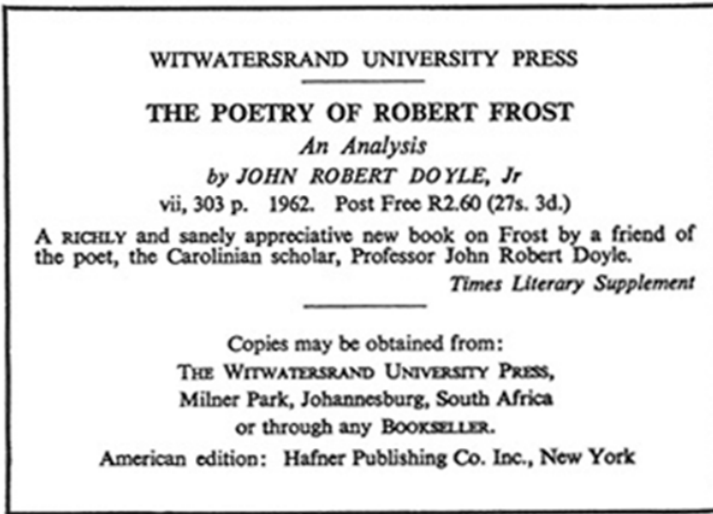 WITWATERSRAND UNIVERSITY PRESS
THE POETRY OF ROBERT FROST
An Analysis
by JOHN ROBERT DOYLE, Jr
vii, 303 p. 1962. Post Free R2.60 (27s. 3d.)
A RICHLY and sanely appreciative new book on Frost by a friend of
the poet, the Carolinian scholar, Professor John Robert Doyle.
Times Literary Supplement
Copies may be obtained from:
THE WITWATERSRAND UNIVERSITY PRESS,
Milner Park, Johannesburg, South Africa
or through any BOOKSELLER.
American edition: Hafner Publishing Co. Inc., New York